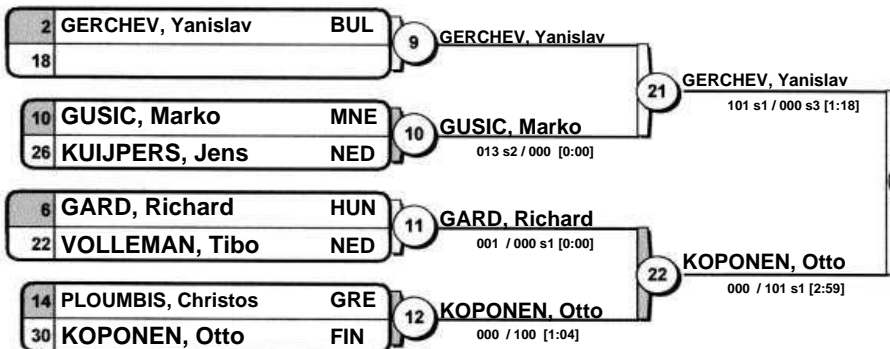 2 GERCHEV, Yanislav BUL
18
10 GUSIC, Marko MNE
26 KUIJPERS, Jens NED
6 GARD, Richard HUN
22 VOLLEMAN, Tibo NED
14 PLOUMBIS, Christos GRE
30 KOPONEN, Otto FIN
9 GERCHEV, Yanislav
10 GUSIC, Marko
013 s2 / 000 [0:00]
11 GARD, Richard
001 / 000 s1 [0:00]
12 KOPONEN, Otto
000 / 100 [1:04]
21 GERCHEV, Yanislav
101 s1 / 000 s3 [1:18]
22 KOPONEN, Otto
000 / 101 s1 [2:59]